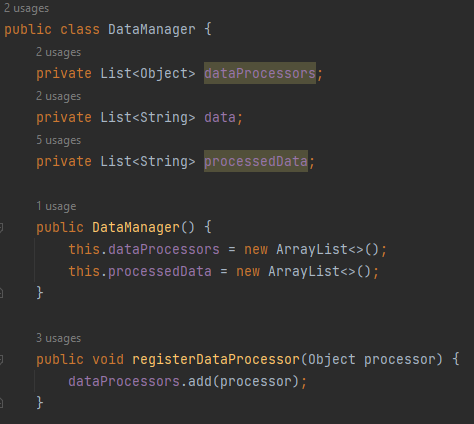 2 usages
public class DataManager {
2 usages
private List<Object> dataProcessors;
2 usages
private List<String> data;
5 usages
private List<String> processedData;
1 usage
public DataManager() {
this.dataProcessors = new ArrayList<>();
this.processedData = new ArrayList<>();
}
3 usages
public void registerDataProcessor(Object processor) {
dataProcessors.add(processor);
}